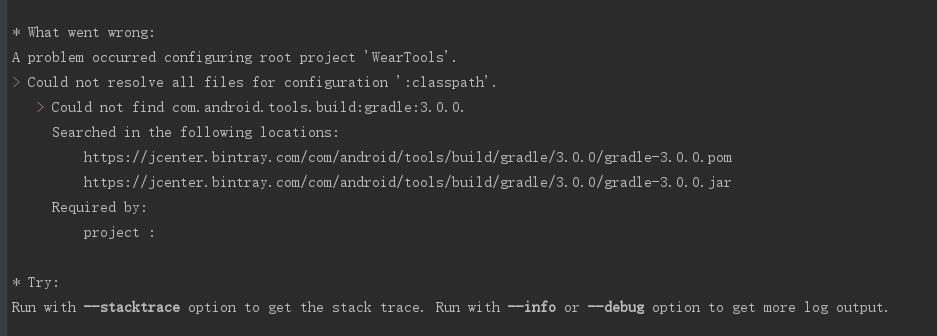 * What went wrong:
A problem occurred configuring root project 'WearTools'.
> Could not resolve all files for configuration ':classpath'.
> Could not find com.android.tools.build:gradle:3.0.0.
Searched in the following locations:
https://jcenter.bintray.com/com/android/tools/build/gradle/3.0.0/gradle-3.0.0.pom
https://jcenter.bintray.com/com/android/tools/build/gradle/3.0.0/gradle-3.0.0.jar
Required by:
project :
* Try:
Run with --stacktrace option to get the stack trace. Run with --info or --debug option to get more log output.